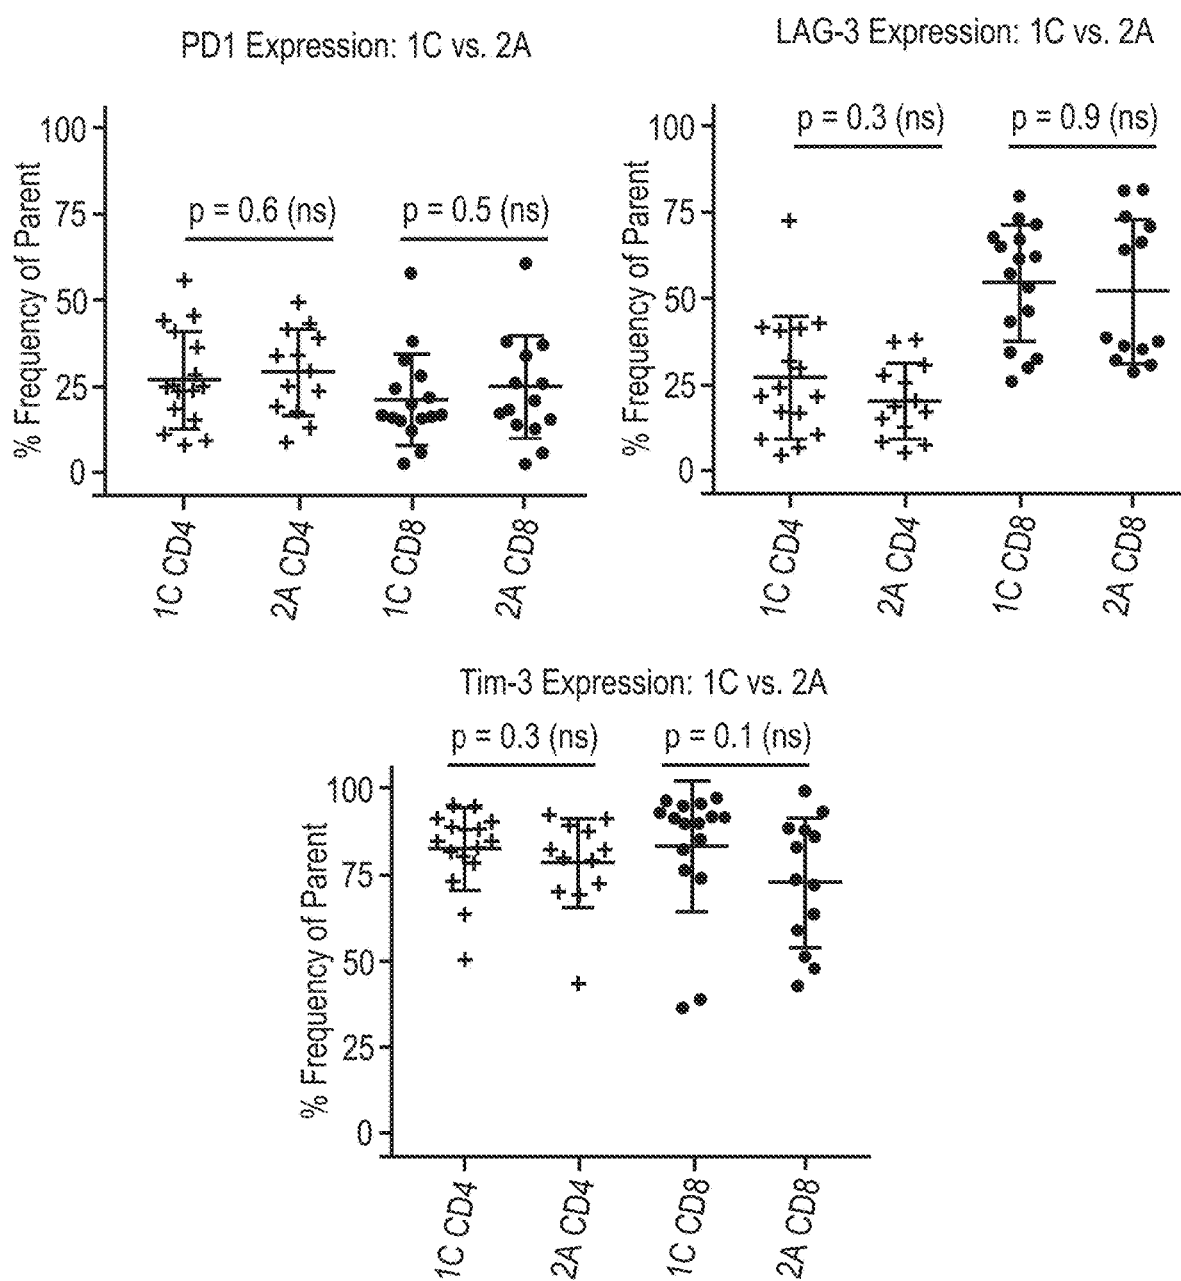 PD1 Expression: 1C vs. 2A
% Frequency of Parent
100
75
50
25
0
p = 0.6 (ns)
p = 0.5 (ns)
1C CD4
2A CD4
1C CD8
2A CD8
LAG-3 Expression: 1C vs. 2A
% Frequency of Parent
100
75
50
25
0
p = 0.3 (ns)
p = 0.9 (ns)
1C CD4
2A CD4
1C CD8
2A CD8
Tim-3 Expression: 1C vs. 2A
p = 0.3 (ns)
p = 0.1 (ns)
% Frequency of Parent
100
75
50
25
0
1C CD4
2A CD4
1C CD8
2A CD8